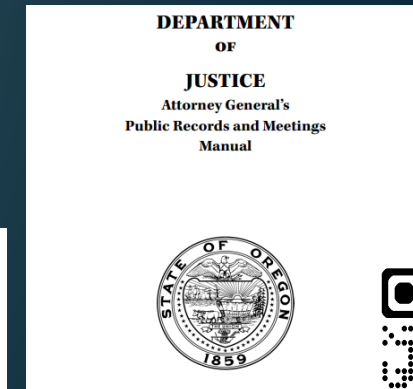 DEPARTMENT
OF
JUSTICE
Attorney General's
Public Records and Meetings
Manual
STATE OF OREGON
1859